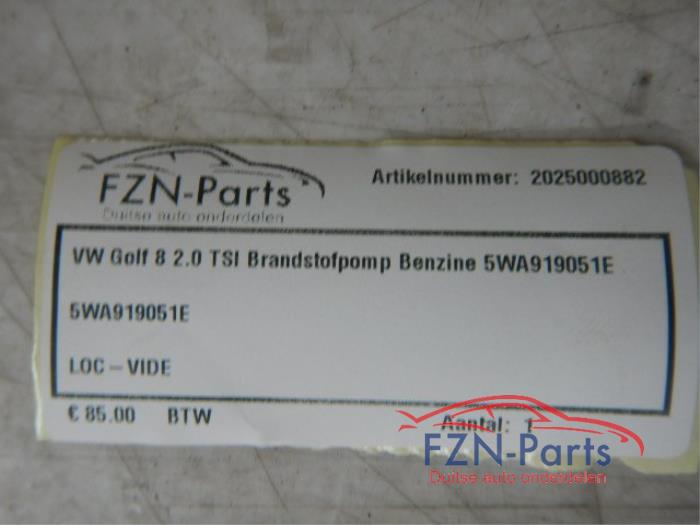 FZN-Parts
Duitse auto onderdelen
Artikelnummer: 2025000882
VW Golf 8 2.0 TSI Brandstofpomp Benzine 5WA919051E
5WA919051E
LOC-VIDE
€ 85.00 BTW
Aantal: 1
FZN-Parts
Duitse auto onderdelen